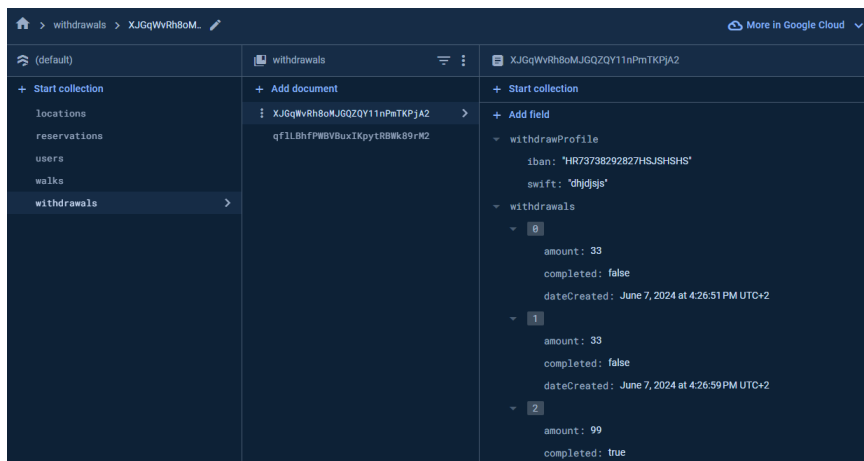 withdrawals > XJGqWvRh8oM.. More in Google Cloud
(default)
+ Start collection
locations
reservations
users
walks
withdrawals
withdrawals
+ Add document
XJGqWvRh8oMJGQZQY11nPmTKPjA2
qflLBhfPWBVBuxIKpytRBWk89rM2
XJGqWvRh8oMJGQZQY11nPmTKPjA2
+ Start collection
+ Add field
withdrawProfile
iban: "HR73738292827HSJSHSHS"
swift: "dhjdjsjs"
withdrawals
0
amount: 33
completed: false
dateCreated: June 7, 2024 at 4:26:51 PM UTC+2
1
amount: 33
completed: false
dateCreated: June 7, 2024 at 4:26:59 PM UTC+2
2
amount: 99
completed: true